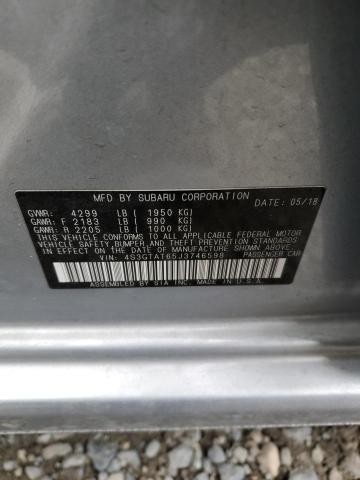 MFD BY SUBARU CORPORATION DATE: 05/18
GVWR: 4299 LB ( 1950 KG)
GAWR: F 2183 LB ( 990 KG)
GAWR: R 2205 LB ( 1000 KG)
THIS VEHICLE CONFORMS TO ALL APPLICABLE FEDERAL MOTOR
VEHICLE SAFETY, BUMPER, AND THEFT PREVENTION STANDARDS
IN EFFECT ON THE DATE OF MANUFACTURE SHOWN ABOVE.
VIN: 4S3GTAT65J3746598 PASSENGER CAR
ASSEMBLED BY SIA INC, MADE IN U.S.A.